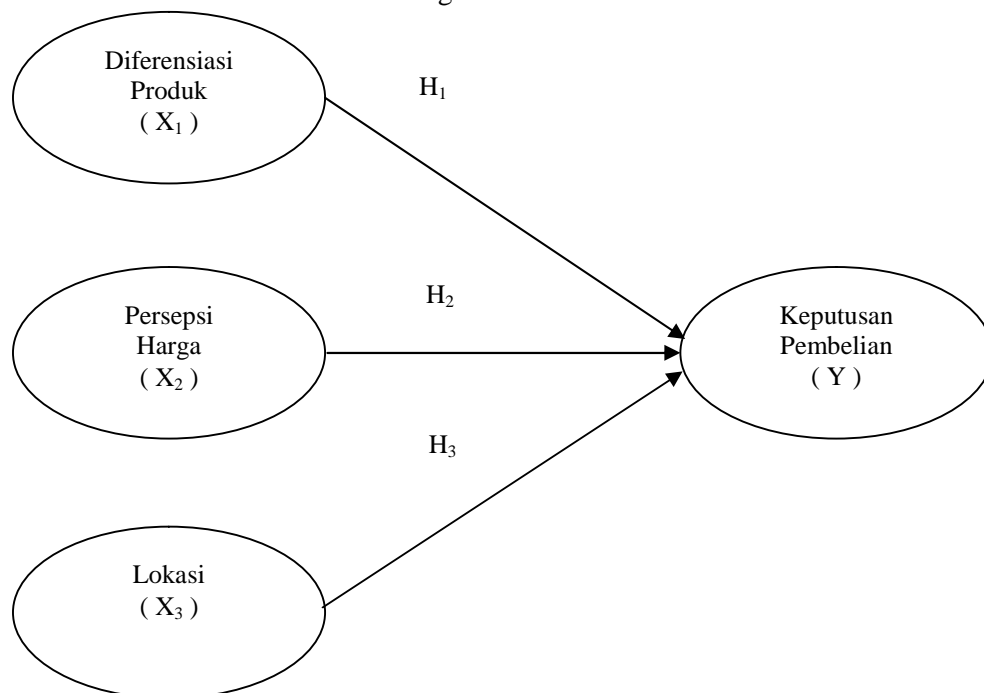 Diferensiasi
Produk
( X₁ )
H₁
H₂
Persepsi
Harga
( X₂ )
Keputusan
Pembelian
( Y )
H₃
Lokasi
( X₃ )